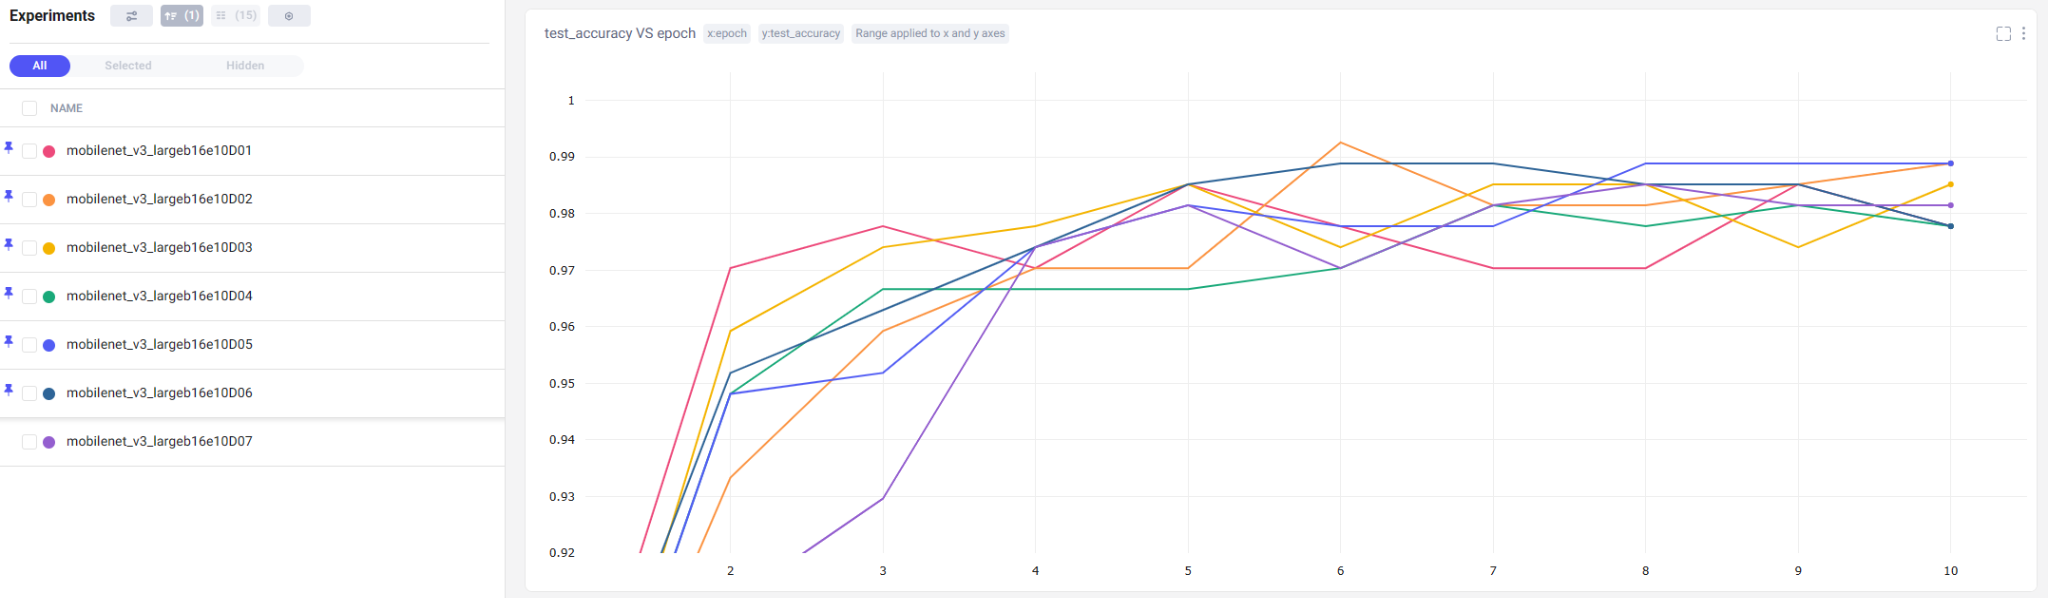 Experiments (1) (15)
All Selected Hidden
NAME
mobilenet_v3_largeb16e10D01
mobilenet_v3_largeb16e10D02
mobilenet_v3_largeb16e10D03
mobilenet_v3_largeb16e10D04
mobilenet_v3_largeb16e10D05
mobilenet_v3_largeb16e10D06
mobilenet_v3_largeb16e10D07
test_accuracy VS epoch x:epoch y:test_accuracy Range applied to x and y axes
1
0.99
0.98
0.97
0.96
0.95
0.94
0.93
0.92
2 3 4 5 6 7 8 9 10